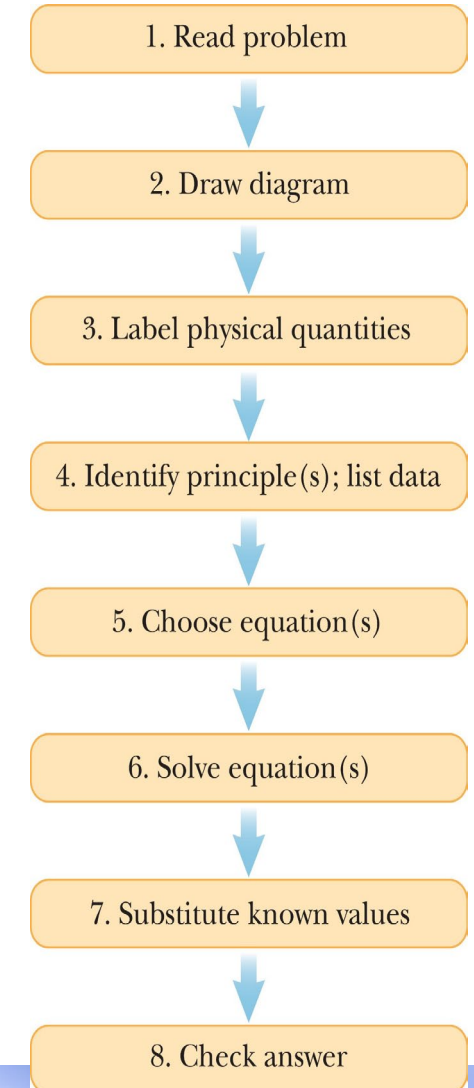 1. Read problem
2. Draw diagram
3. Label physical quantities
4. Identify principle(s); list data
5. Choose equation(s)
6. Solve equation(s)
7. Substitute known values
8. Check answer